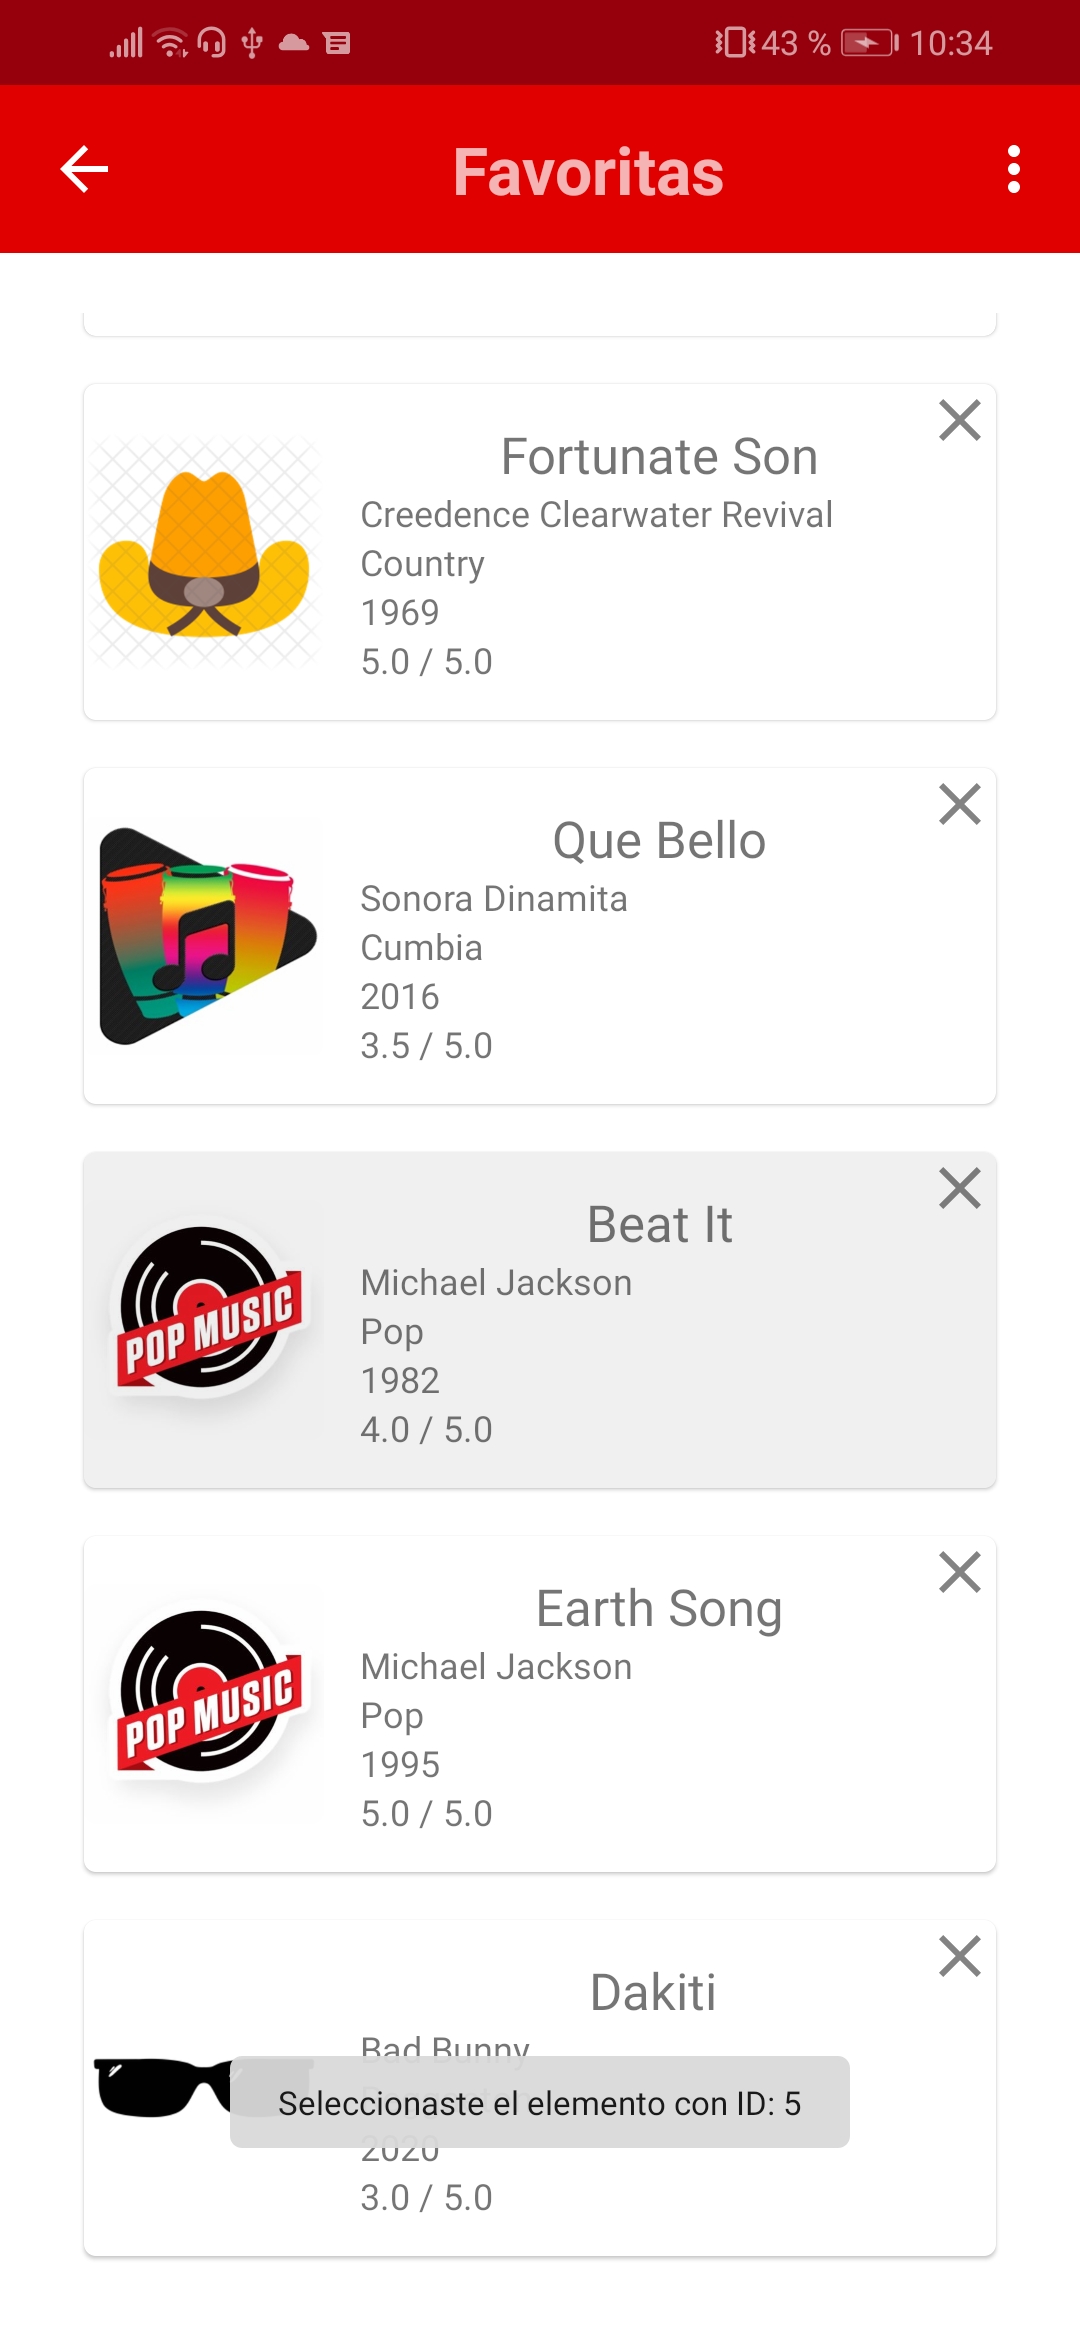 43 % 10:34
Favoritas
Fortunate Son
Creedence Clearwater Revival
Country
1969
5.0 / 5.0
Que Bello
Sonora Dinamita
Cumbia
2016
3.5 / 5.0
Beat It
POP MUSIC
Michael Jackson
Pop
1982
4.0 / 5.0
Earth Song
POP MUSIC
Michael Jackson
Pop
1995
5.0 / 5.0
Dakiti
Bad Bunny
Seleccionaste el elemento con ID: 5
2020
3.0 / 5.0